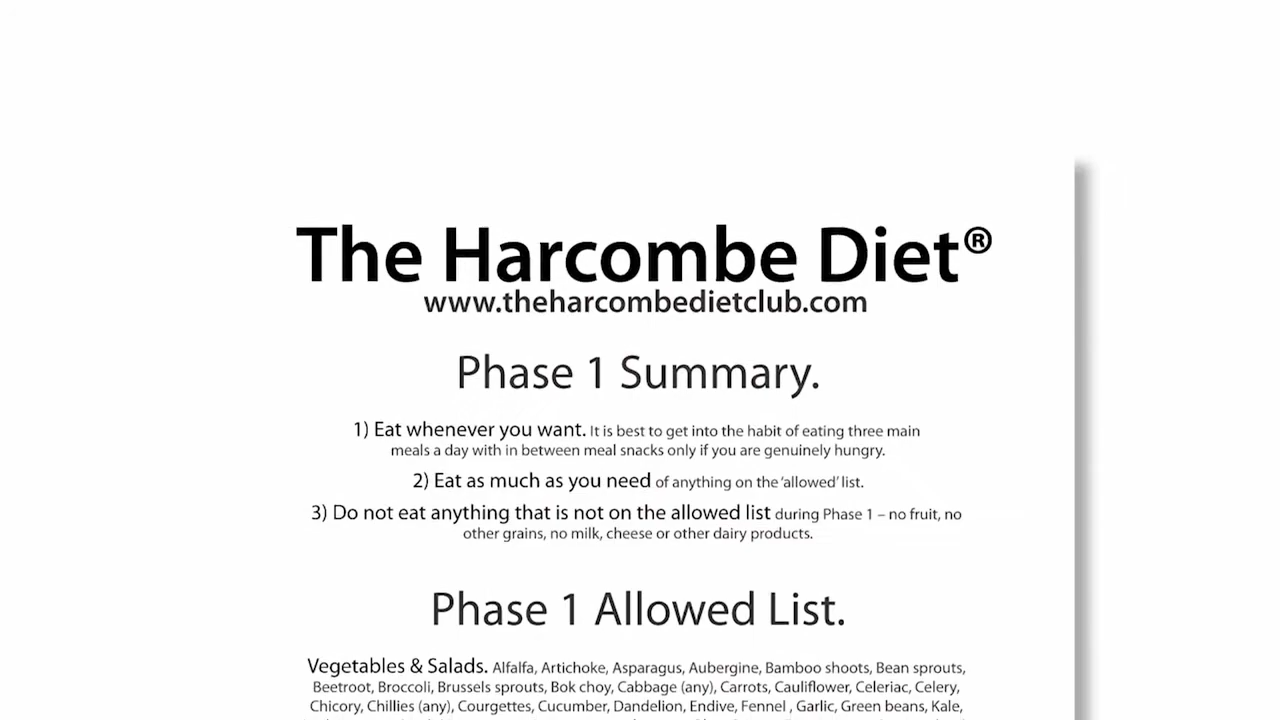 The Harcombe Diet®
www.theharcombedietclub.com
Phase 1 Summary.
1) Eat whenever you want. It is best to get into the habit of eating three main
meals a day with in between meal snacks only if you are genuinely hungry.
2) Eat as much as you need of anything on the ‘allowed’ list.
3) Do not eat anything that is not on the allowed list during Phase 1 – no fruit, no
other grains, no milk, cheese or other dairy products.
Phase 1 Allowed List.
Vegetables & Salads. Alfalfa, Artichoke, Asparagus, Aubergine, Bamboo shoots, Bean sprouts,
Beetroot, Broccoli, Brussels sprouts, Bok choy, Cabbage (any), Carrots, Cauliflower, Celeriac, Celery,
Chicory, Chillies (any), Courgettes, Cucumber, Dandelion, Endive, Fennel , Garlic, Green beans, Kale,